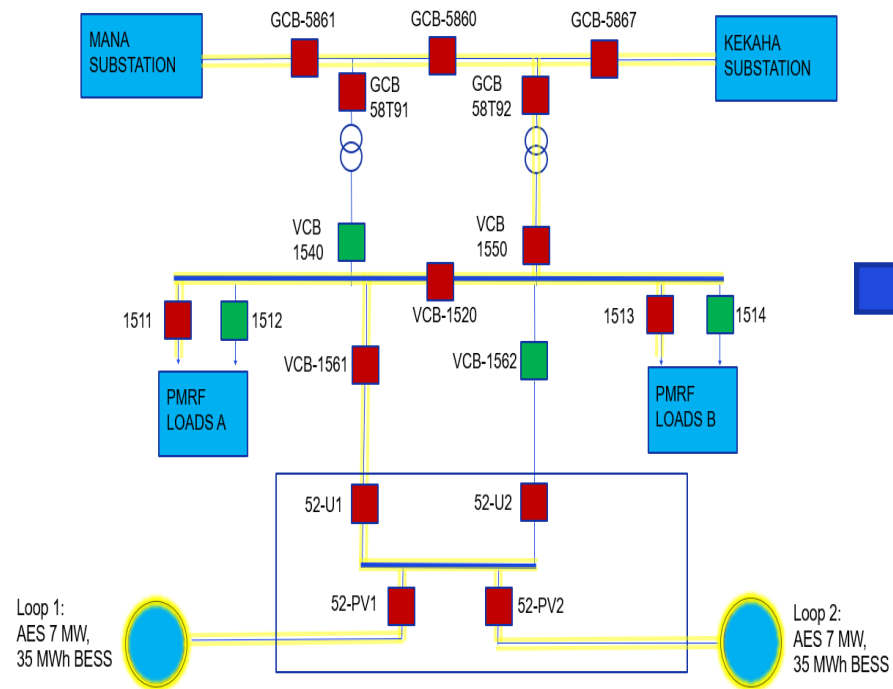 GCB-5861
GCB-5860
GCB-5867
MANA
SUBSTATION
KEKAHA
SUBSTATION
GCB
58T91
GCB
58T92
VCB
1540
VCB
1550
VCB-1520
1511
1512
1513
1514
VCB-1561
VCB-1562
PMRF
LOADS A
PMRF
LOADS B
52-U1
52-U2
52-PV1
52-PV2
Loop 1:
AES 7 MW,
35 MWh BESS
Loop 2:
AES 7 MW,
35 MWh BESS